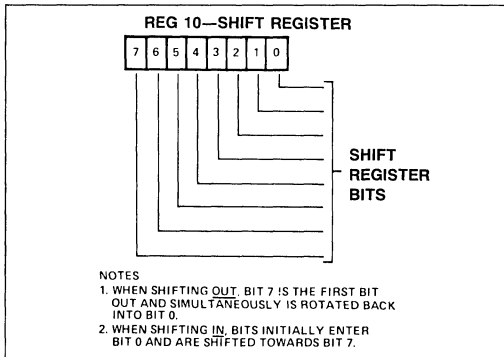 REG 10—SHIFT REGISTER
7 6 5 4 3 2 1 0
SHIFT
REGISTER
BITS
NOTES
1. WHEN SHIFTING OUT, BIT 7 IS THE FIRST BIT
OUT AND SIMULTANEOUSLY IS ROTATED BACK
INTO BIT 0.
2. WHEN SHIFTING IN, BITS INITIALLY ENTER
BIT 0 AND ARE SHIFTED TOWARDS BIT 7.